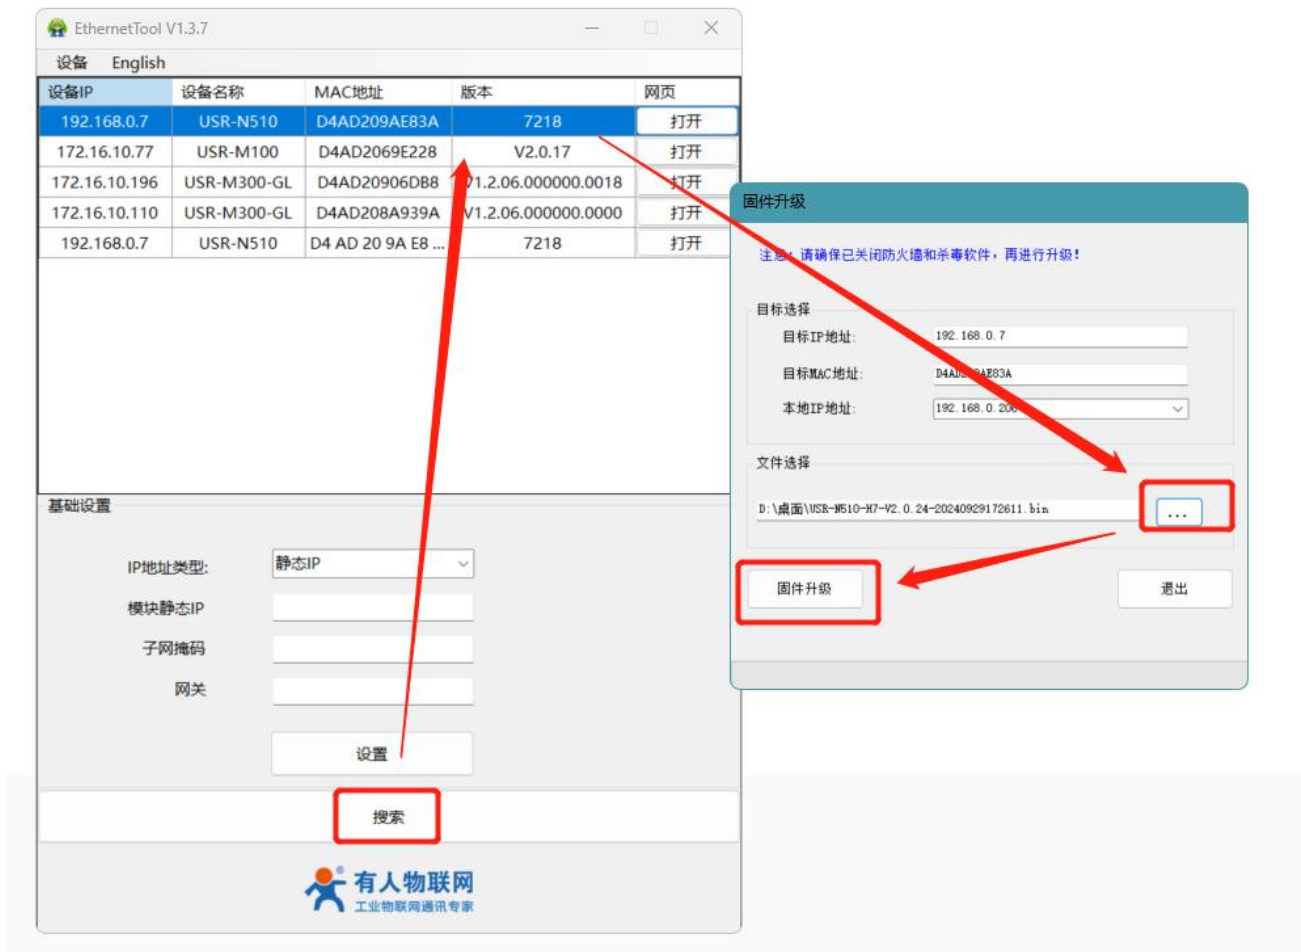 EthernetTool V1.3.7
设备 English
设备IP 设备名称 MAC地址 版本 网页
192.168.0.7 USR-N510 D4AD209AE83A 7218 打开
172.16.10.77 USR-M100 D4AD2069E228 V2.0.17 打开
172.16.10.196 USR-M300-GL D4AD20906DB8 V1.2.06.000000.0018 打开
172.16.10.110 USR-M300-GL D4AD208A939A V1.2.06.000000.0000 打开
192.168.0.7 USR-N510 D4 AD 20 9A E8 ... 7218 打开
基础设置
IP地址类型: 静态IP
模块静态IP
子网掩码
网关
设置
搜索
有人物联网
工业物联网通讯专家
固件升级
注意：请确保已关闭防火墙和杀毒软件，再进行升级!
目标选择
目标IP地址: 192.168.0.7
目标MAC地址: D4AD209AE83A
本地IP地址: 192.168.0.
文件选择
D:\桌面\USR-N510-H7-V2.0.24-20240929172611.bin ...
固件升级 退出